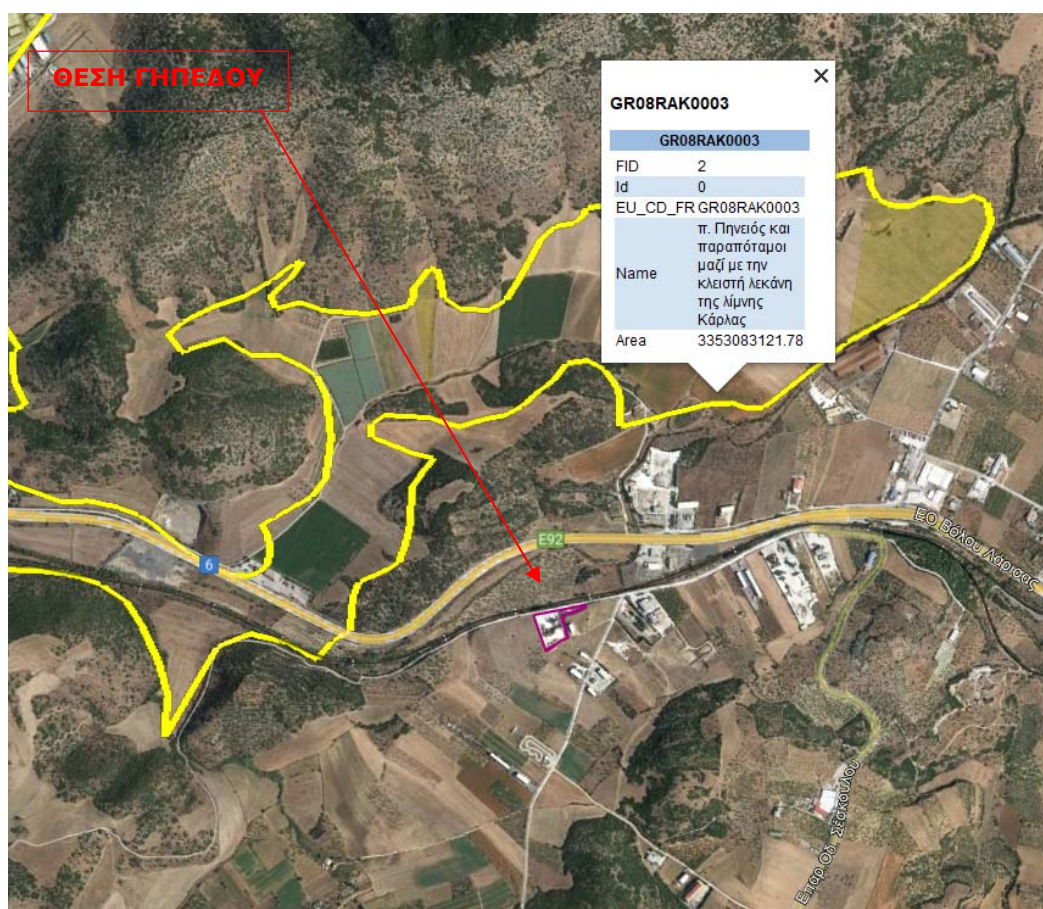 ΘΕΣΗ ΓΗΠΕΔΟΥ
GR08RAK0003
GR08RAK0003
FID 2
Id 0
EU_CD_FR GR08RAK0003
Name π. Πηνειός και
παραπόταμοι
μαζί με την
κλειστή λεκάνη
της λίμνης
Κάρλας
Area 3353083121.78
ΕΟ Βόλου Λάρισας
E92
6
Επαρ.Οδ. Σέσκουλου